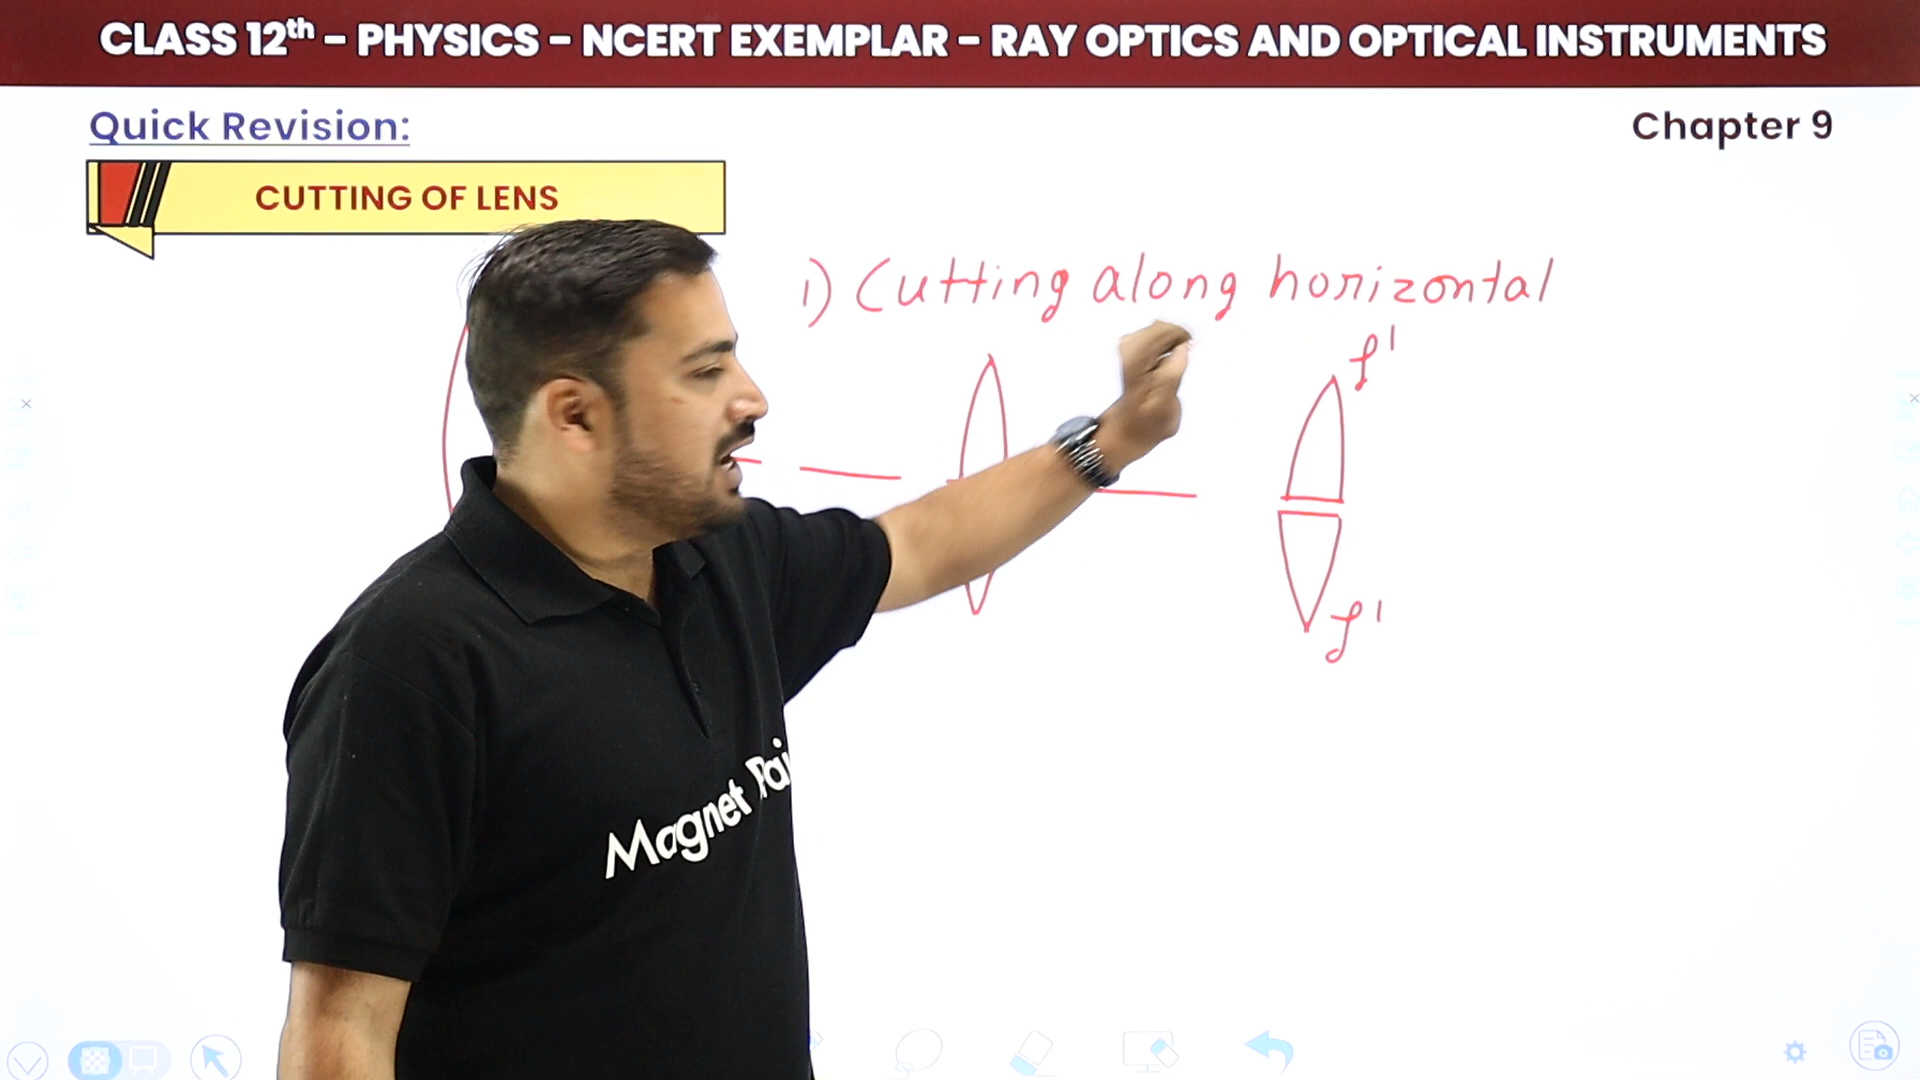 CLASS 12th - PHYSICS - NCERT EXEMPLAR - RAY OPTICS AND OPTICAL INSTRUMENTS
Quick Revision:
Chapter 9
CUTTING OF LENS
1) Cutting along horizontal
f'
f'
Magnet